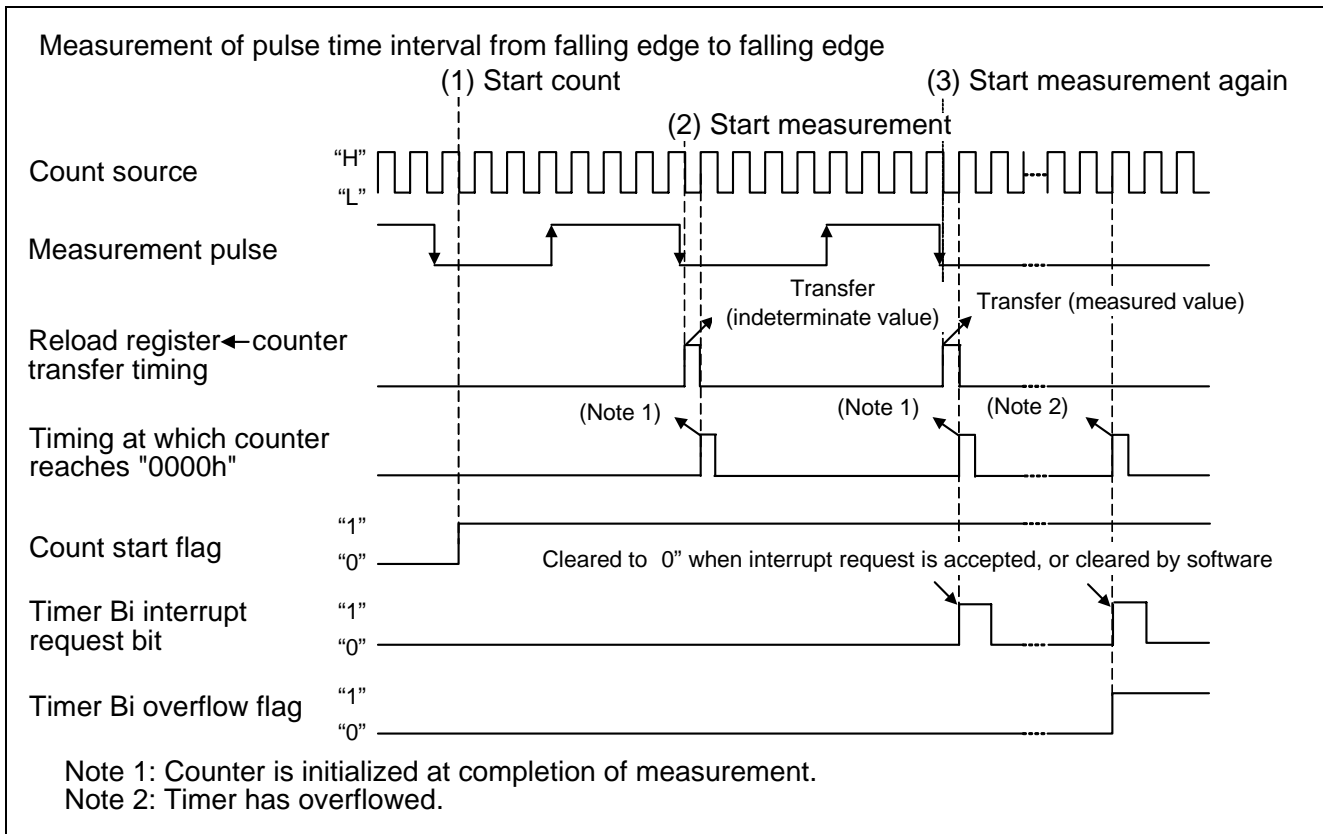 Measurement of pulse time interval from falling edge to falling edge
(1) Start count
(3) Start measurement again
(2) Start measurement
Count source
“H”
“L”
Measurement pulse
Transfer
(indeterminate value)
Transfer (measured value)
Reload register←counter
transfer timing
(Note 1)
(Note 1)
(Note 2)
Timing at which counter
reaches "0000h"
Count start flag
“1”
“0”
Cleared to 0” when interrupt request is accepted, or cleared by software
Timer Bi interrupt
request bit
“1”
“0”
Timer Bi overflow flag
“1”
“0”
Note 1: Counter is initialized at completion of measurement.
Note 2: Timer has overflowed.